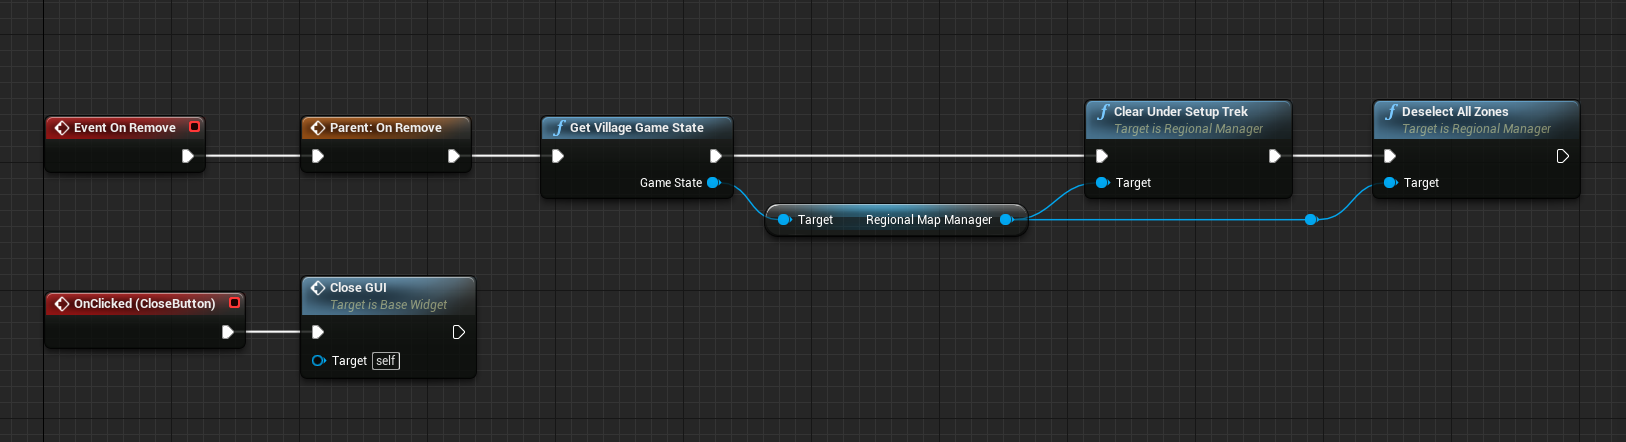 Event On Remove
Parent: On Remove
Get Village Game State
Game State
Target Regional Map Manager
Clear Under Setup Trek
Target is Regional Manager
Target
Deselect All Zones
Target is Regional Manager
Target
OnClicked (CloseButton)
Close GUI
Target is Base Widget
Target self